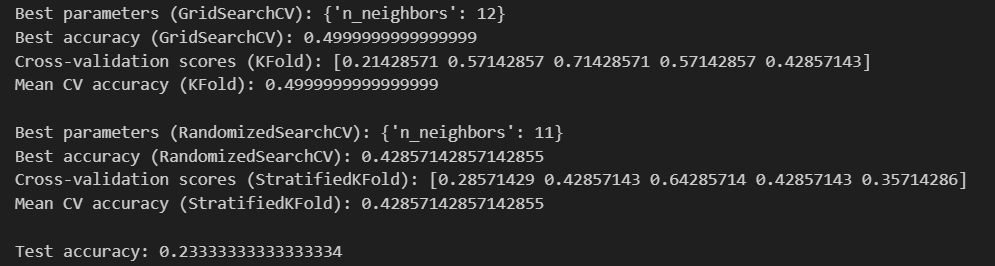 Best parameters (GridSearchCV): {'n_neighbors': 12}
Best accuracy (GridSearchCV): 0.4999999999999999
Cross-validation scores (KFold): [0.21428571 0.57142857 0.71428571 0.57142857 0.42857143]
Mean CV accuracy (KFold): 0.4999999999999999

Best parameters (RandomizedSearchCV): {'n_neighbors': 11}
Best accuracy (RandomizedSearchCV): 0.42857142857142855
Cross-validation scores (StratifiedKFold): [0.28571429 0.42857143 0.64285714 0.42857143 0.35714286]
Mean CV accuracy (StratifiedKFold): 0.42857142857142855

Test accuracy: 0.23333333333333334